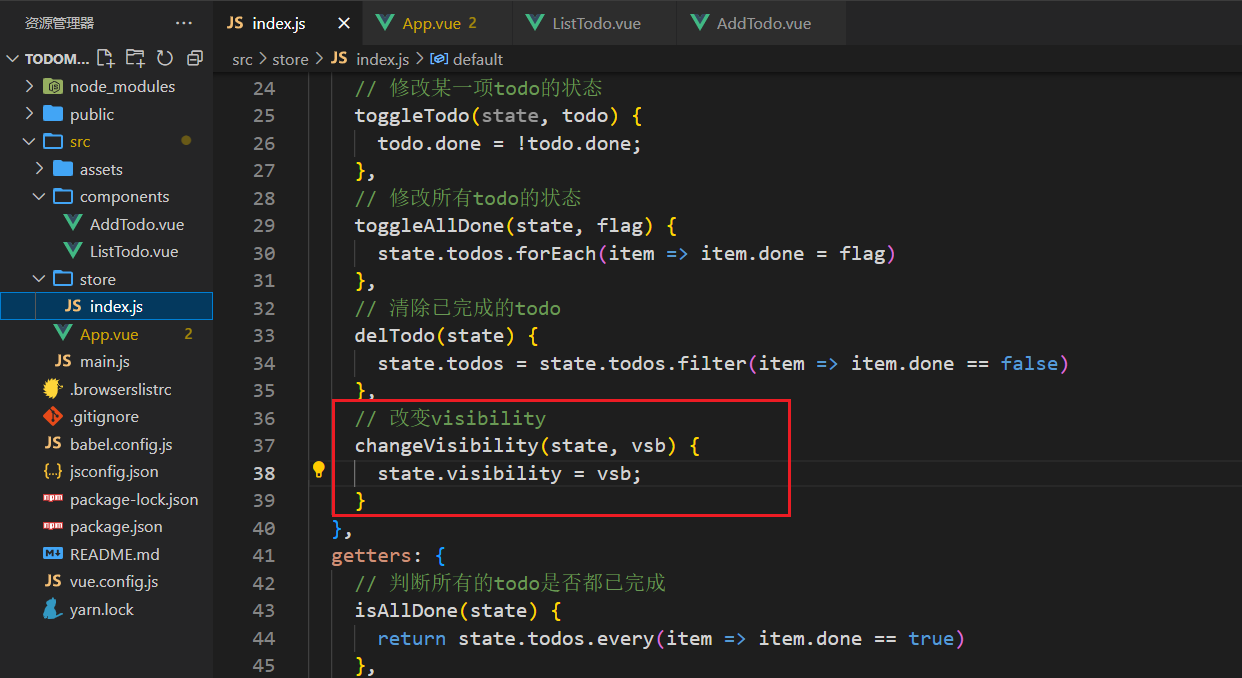 资源管理器 ···
TODOM...
node_modules
public
src
assets
components
AddTodo.vue
ListTodo.vue
store
JS index.js
App.vue 2
JS main.js
.browserslistrc
.gitignore
JS babel.config.js
{..} jsconfig.json
npm package-lock.json
npm package.json
M↓ README.md
JS vue.config.js
yarn.lock
JS index.js × App.vue 2 ListTodo.vue AddTodo.vue
src > store > JS index.js > default
24 // 修改某一项todo的状态
25 toggleTodo(state, todo) {
26 todo.done = !todo.done;
27 },
28 // 修改所有todo的状态
29 toggleAllDone(state, flag) {
30 state.todos.forEach(item => item.done = flag)
31 },
32 // 清除已完成的todo
33 delTodo(state) {
34 state.todos = state.todos.filter(item => item.done == false)
35 },
36 // 改变visibility
37 changeVisibility(state, vsb) {
38 state.visibility = vsb;
39 }
40 },
41 getters: {
42 // 判断所有的todo是否都已完成
43 isAllDone(state) {
44 return state.todos.every(item => item.done == true)
45 },